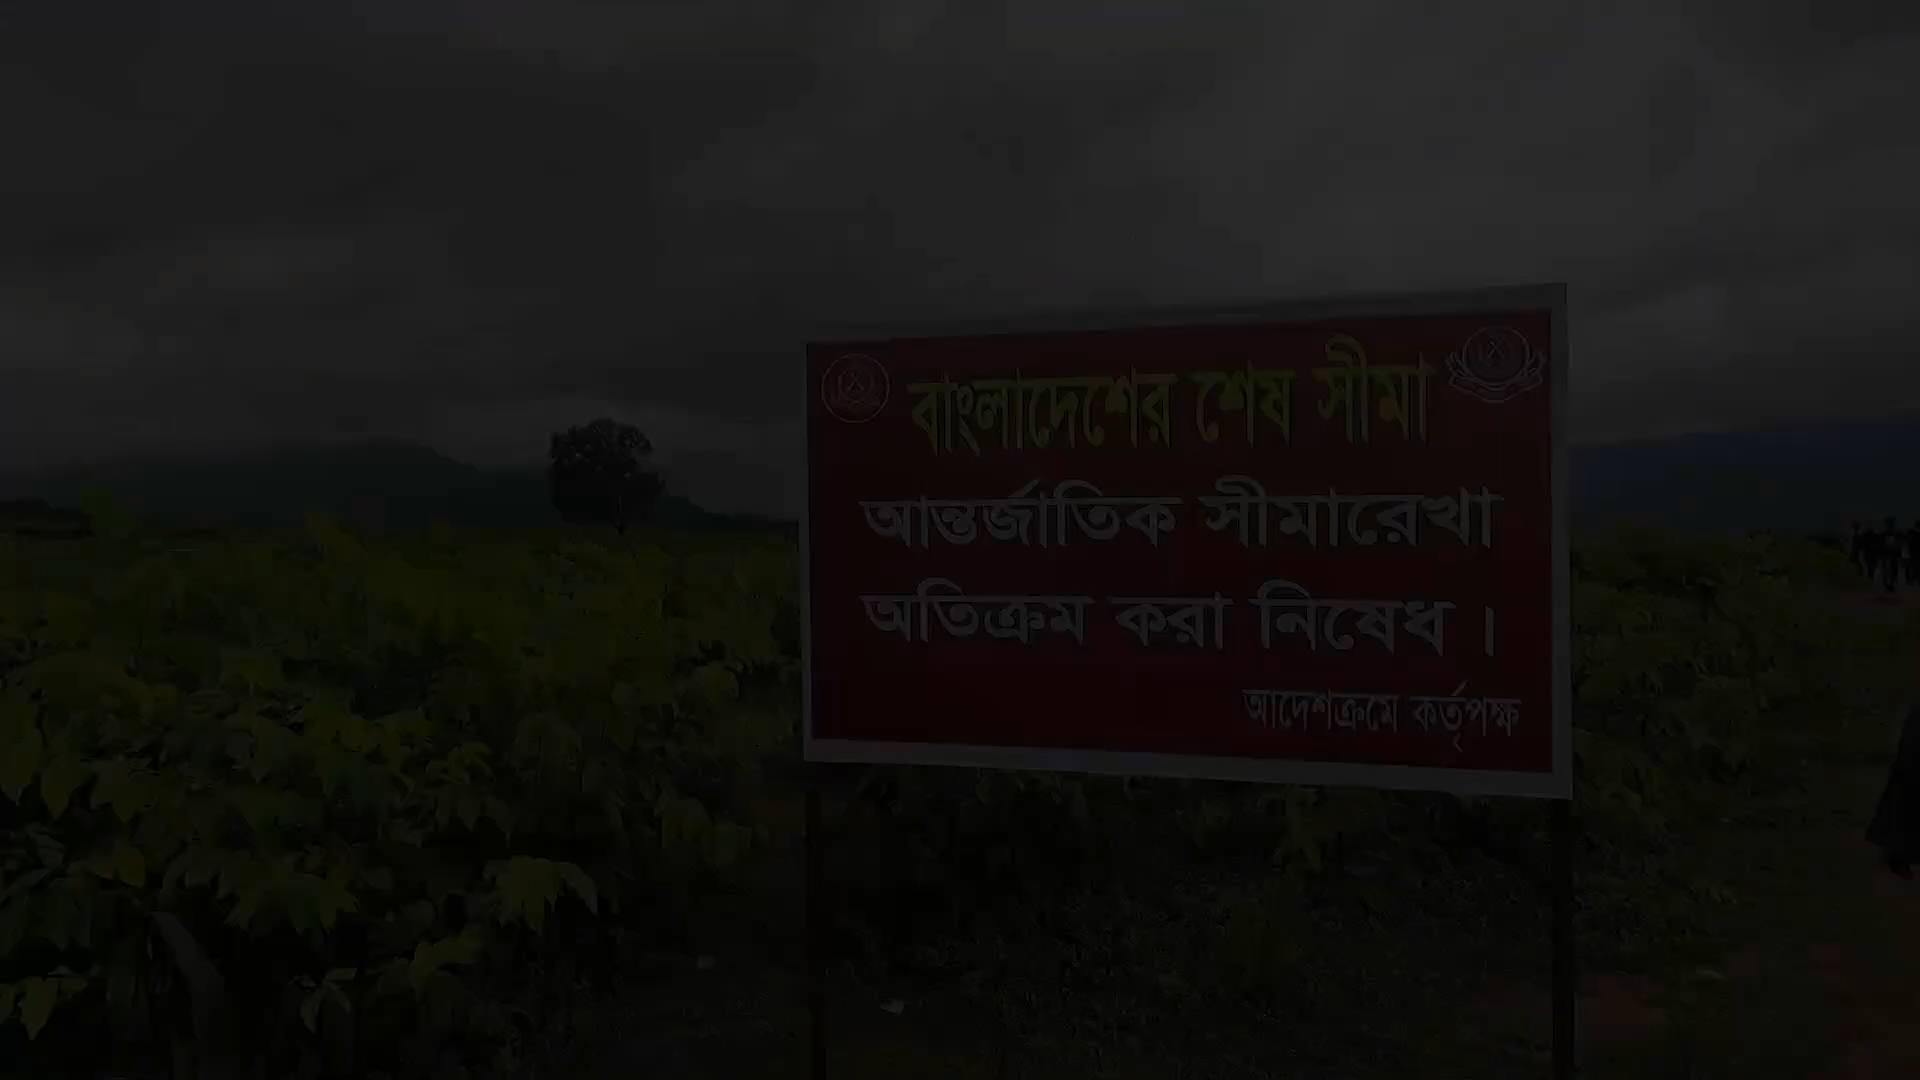 বাংলাদেশের শেষ সীমা
আন্তর্জাতিক সীমারেখা
অতিক্রম করা নিষেধ ।
আদেশক্রমে কর্তৃপক্ষ